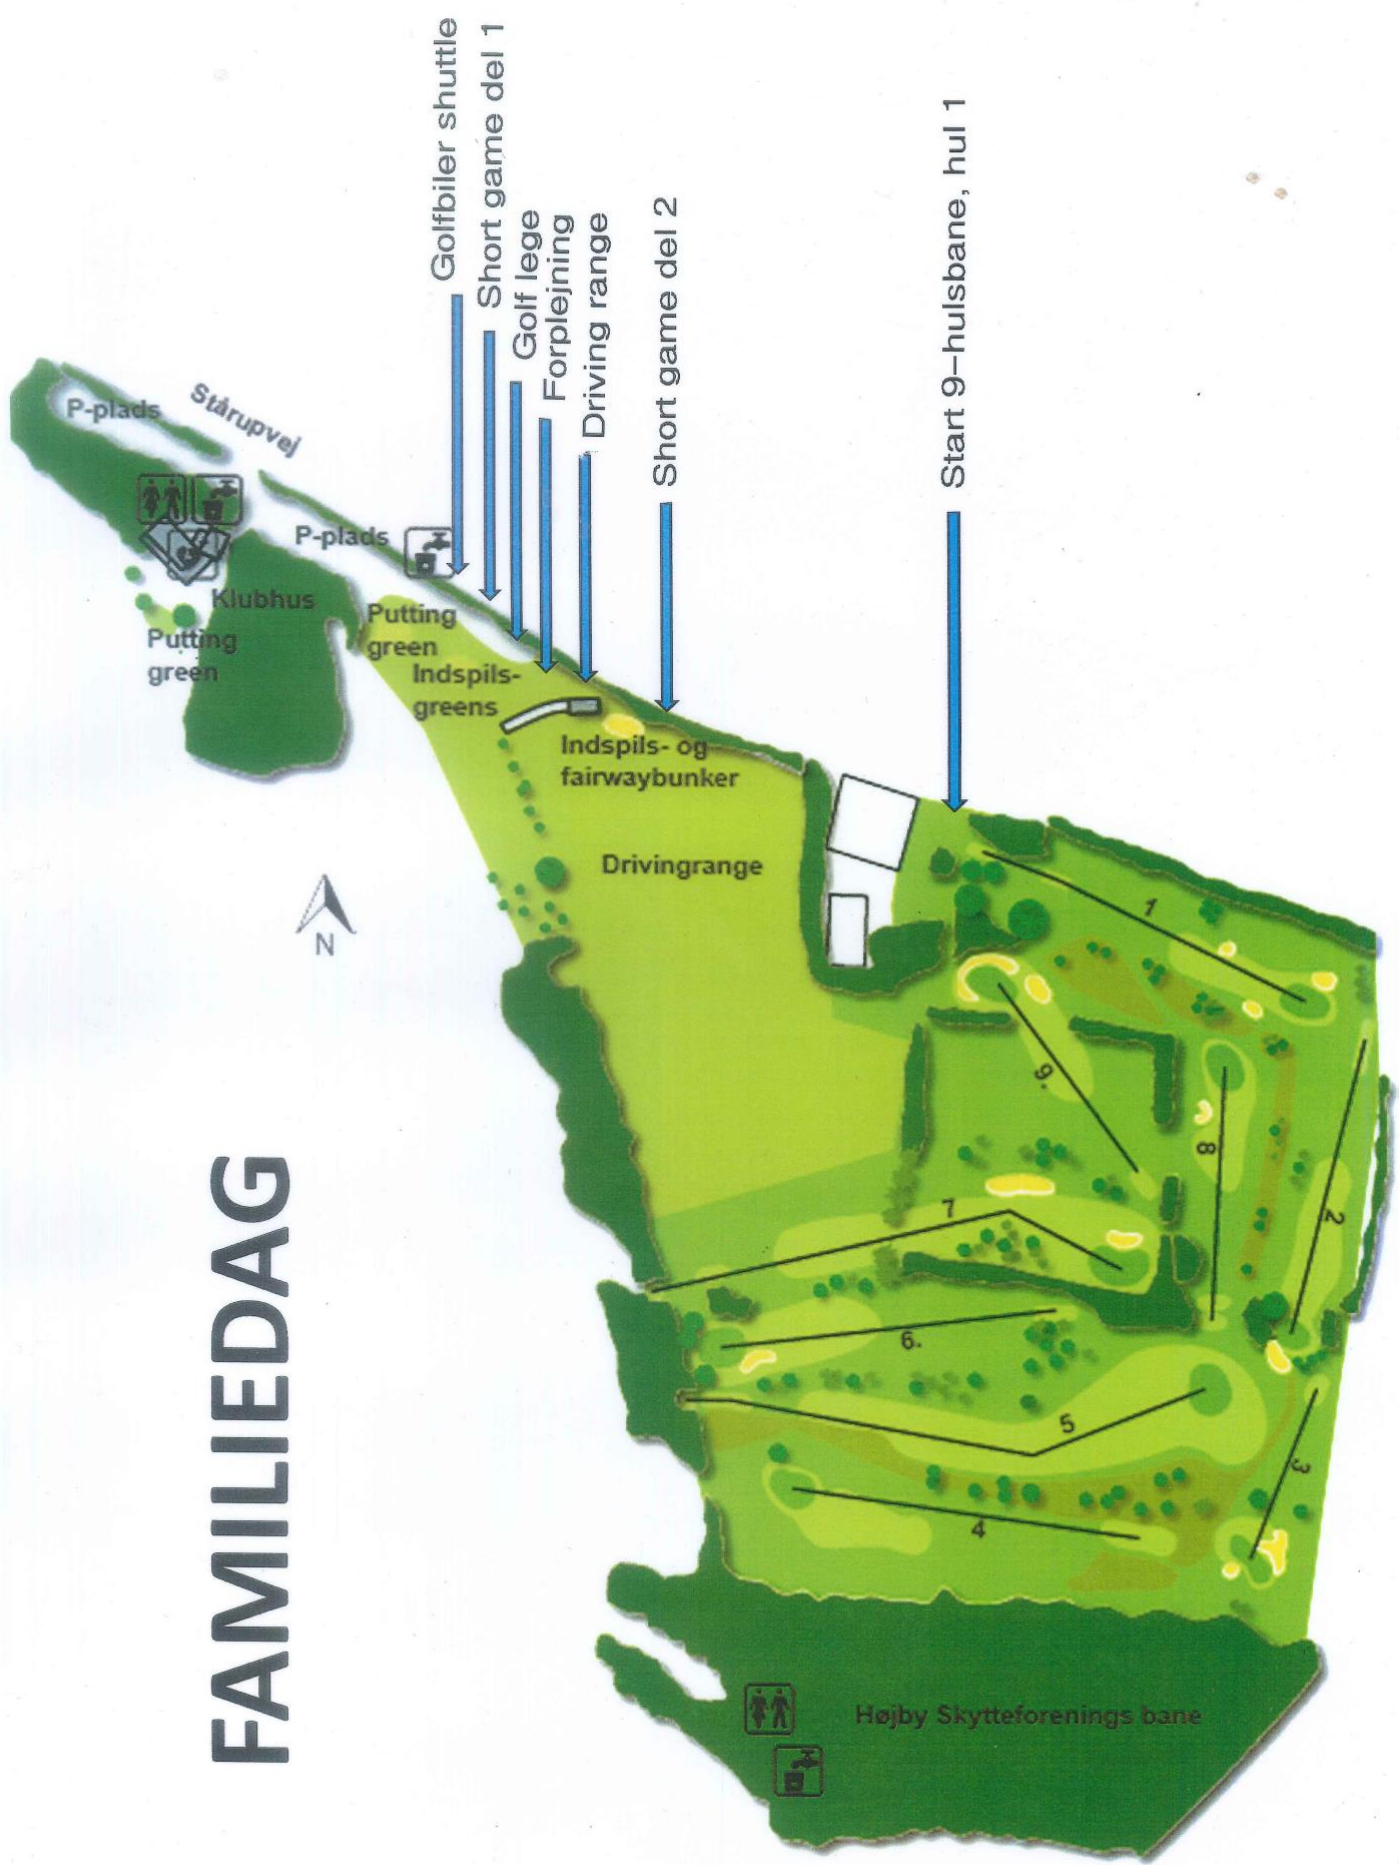 FAMILIEDAG
Golfbiler shuttle
Short game del 1
Golf lege
Forplejning
Driving range
Short game del 2
Start 9-hulsbane, hul 1
P-plads
Stårupvej
P-plads
Klubhus
Putting
green
Putting
green
Indspils-
greens
Indspils- og
fairwaybunker
Drivingrange
N
1
9.
8
2
7
6.
5
3
4
Højby Skytteforenings bane